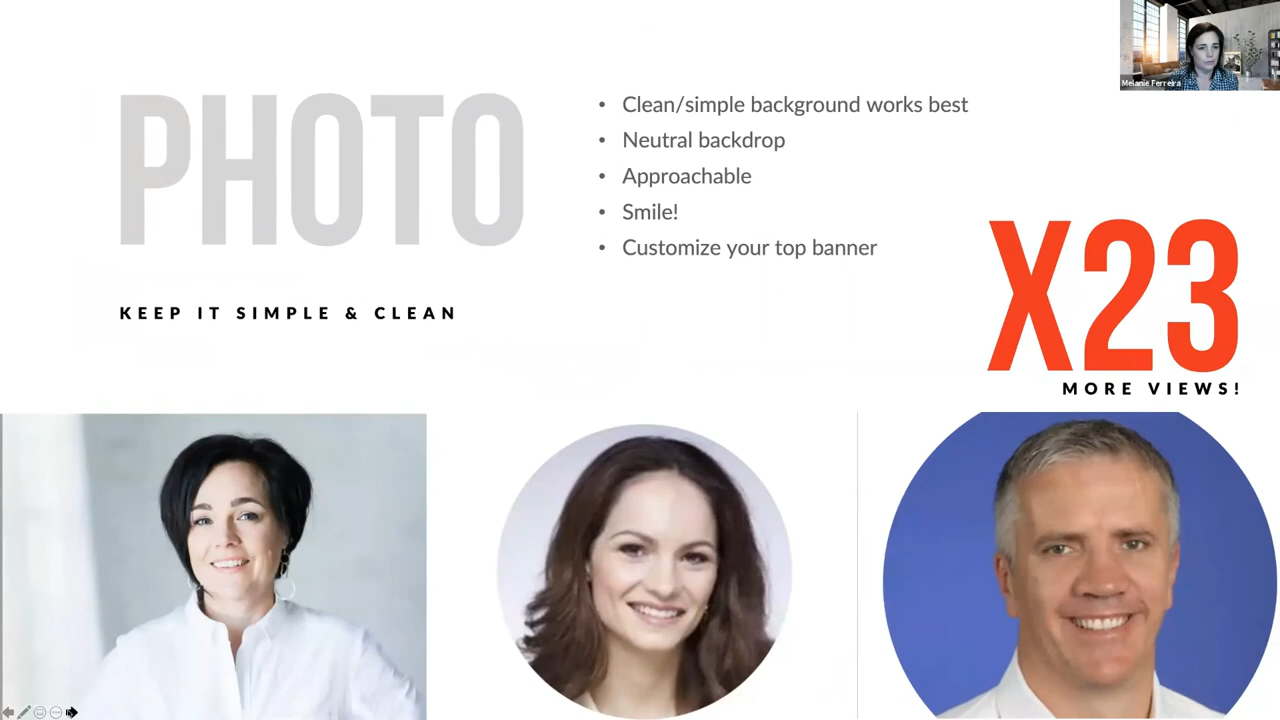 PHOTO
KEEP IT SIMPLE & CLEAN
• Clean/simple background works best
• Neutral backdrop
• Approachable
• Smile!
• Customize your top banner
X23
MORE VIEWS!
Melanie Ferreira